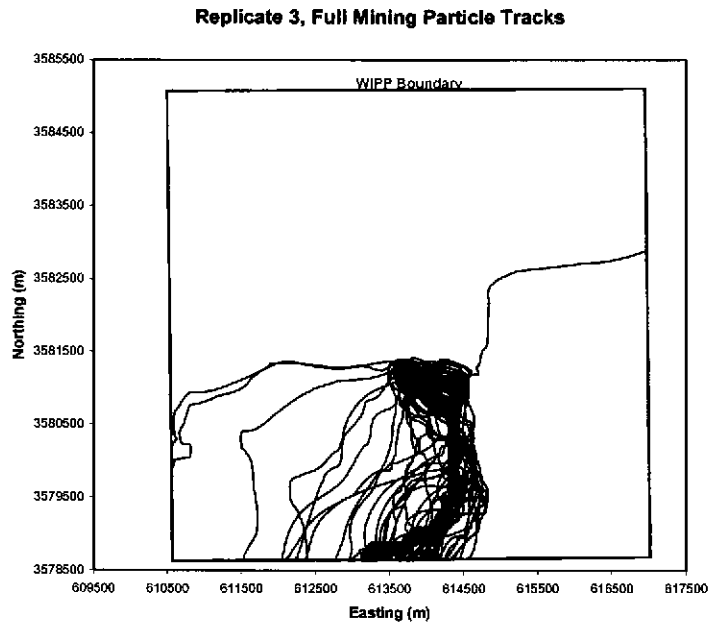 Replicate 3, Full Mining Particle Tracks
3585500
WIPP Boundary
3584500
3583500
3582500
Northing (m)
3581500
3580500
3579500
3578500
609500 610500 611500 612500 613500 614500 615500 616500 617500
Easting (m)